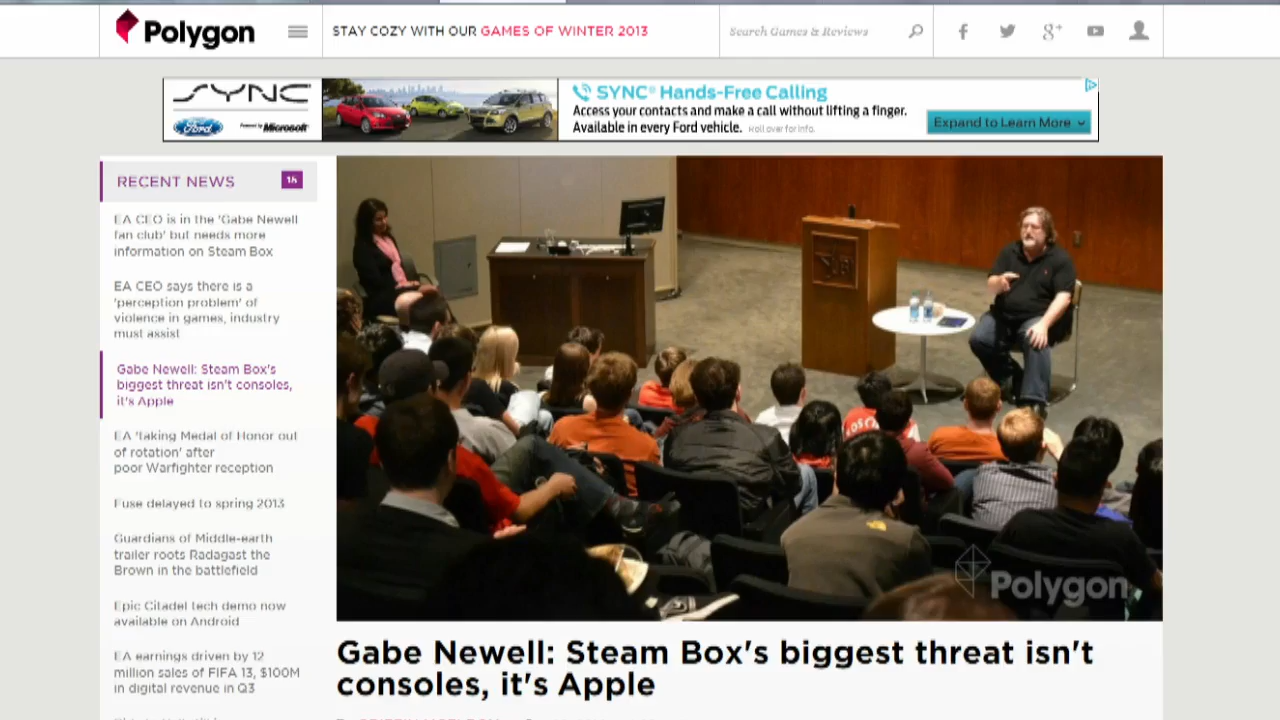 Polygon
STAY COZY WITH OUR GAMES OF WINTER 2013
Search Games & Reviews
SYNC
Ford
Powered by Microsoft
SYNC® Hands-Free Calling
Access your contacts and make a call without lifting a finger.
Available in every Ford vehicle. Roll over for info.
Expand to Learn More
RECENT NEWS
EA CEO is in the 'Gabe Newell
fan club' but needs more
information on Steam Box
EA CEO says there is a
'perception problem' of
violence in games, industry
must assist
Gabe Newell: Steam Box's
biggest threat isn't consoles,
it's Apple
EA 'taking Medal of Honor out
of rotation' after
poor Warfighter reception
Fuse delayed to spring 2013
Guardians of Middle-earth
trailer roots Radagast the
Brown in the battlefield
Epic Citadel tech demo now
available on Android
EA earnings driven by 12
million sales of FIFA 13, $100M
in digital revenue in Q3
Polygon
Gabe Newell: Steam Box's biggest threat isn't
consoles, it's Apple